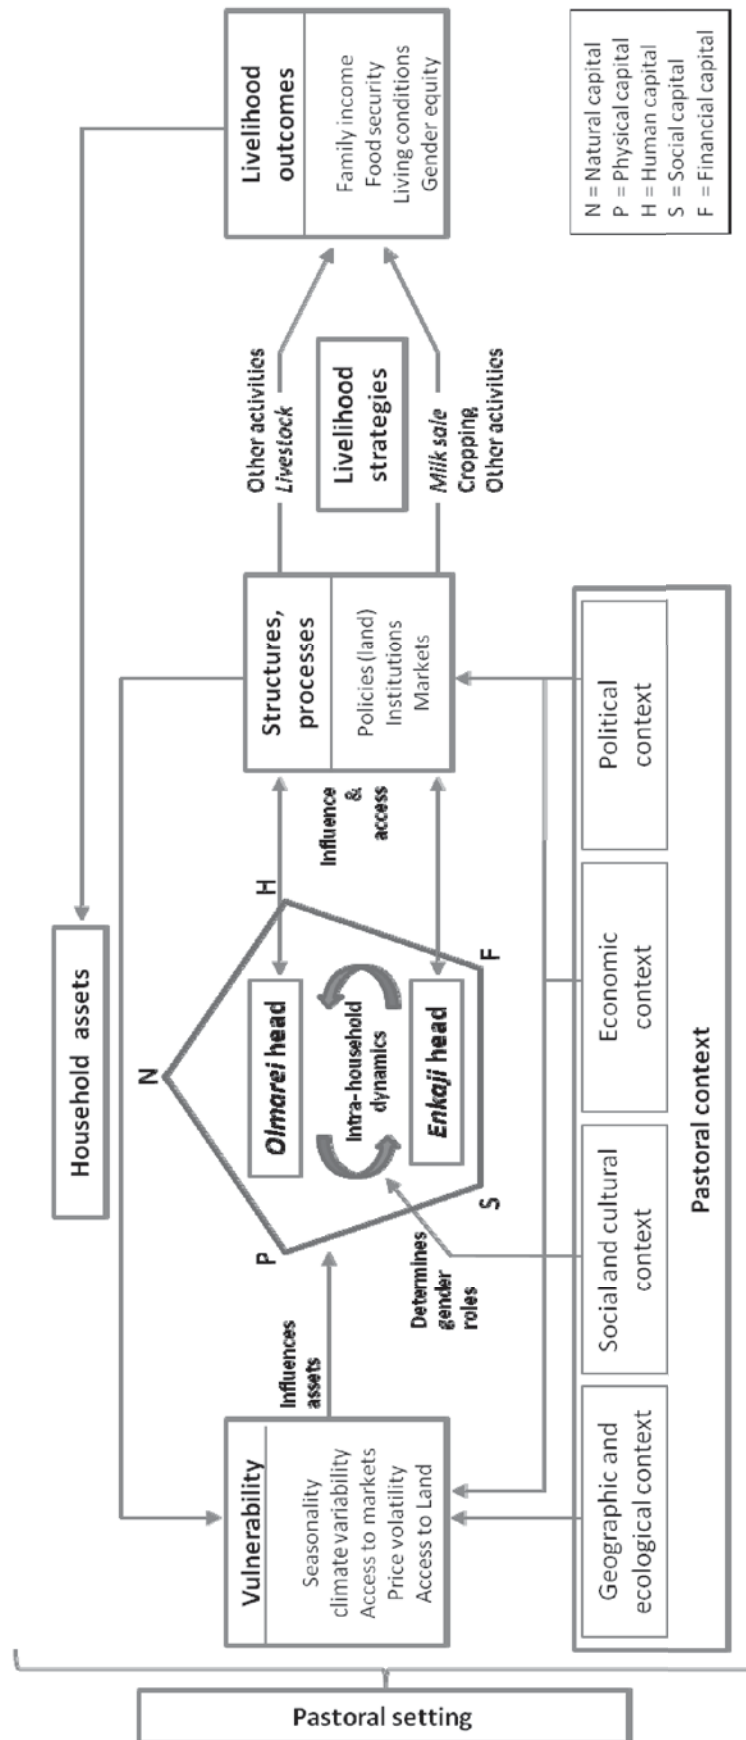 Household assets
Livelihood
outcomes
Family income
Food security
Living conditions
Gender equity
Vulnerability
Seasonality
climate variability
Access to markets
Price volatility
Access to Land
Influences
assets
N
P
H
S
F
Olmarei head
Intra-household
dynamics
Enkaji head
Determines
gender
roles
Influence
&
access
Structures,
processes
Policies (land)
Institutions
Markets
Other activities
Livestock
Livelihood
strategies
Milk sale
Cropping
Other activities
Geographic and
ecological context
Social and cultural
context
Economic
context
Political
context
Pastoral context
N = Natural capital
P = Physical capital
H = Human capital
S = Social capital
F = Financial capital
Pastoral setting